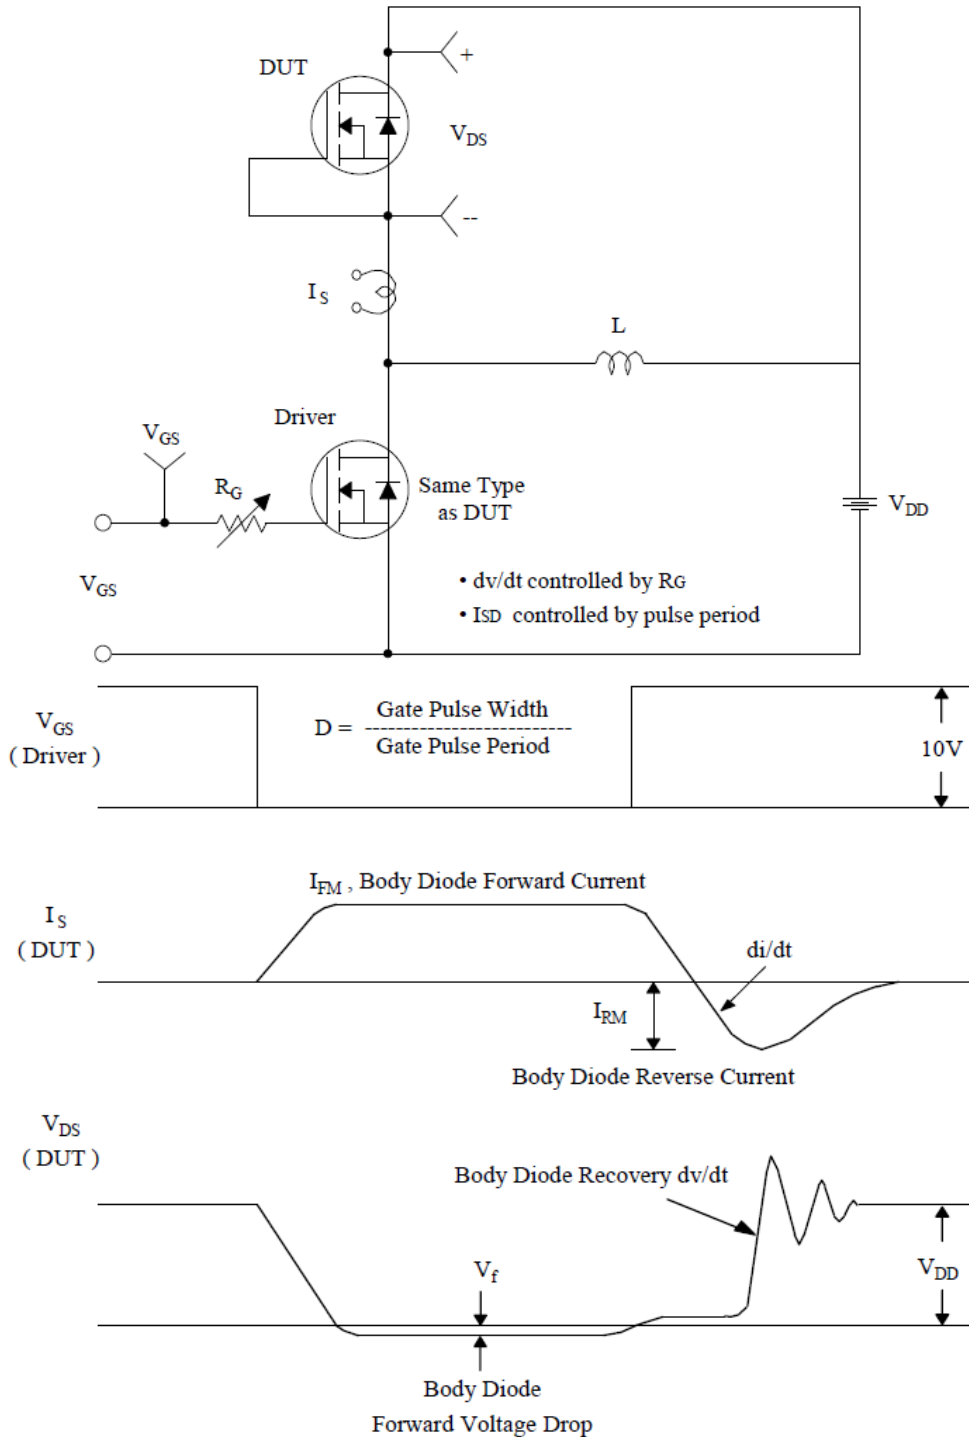 DUT
+
VDS
--
IS
L
Driver
VGS
RG
Same Type
as DUT
VDD
VGS
• dv/dt controlled by RG
• ISD controlled by pulse period
VGS
( Driver )
D = Gate Pulse Width
--------------------------
Gate Pulse Period
10V
IFM , Body Diode Forward Current
IS
( DUT )
di/dt
IRM
Body Diode Reverse Current
VDS
( DUT )
Body Diode Recovery dv/dt
Vf
VDD
Body Diode
Forward Voltage Drop